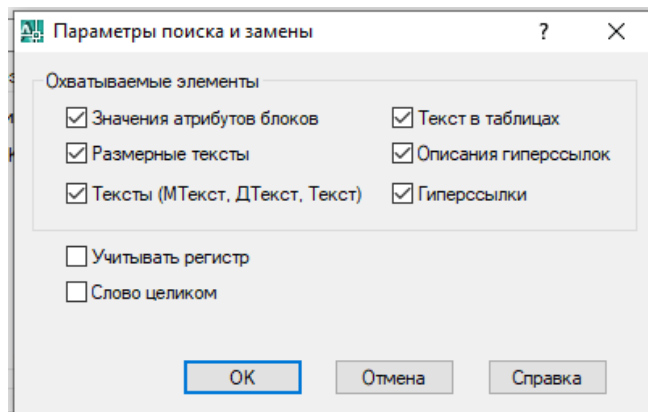 Параметры поиска и замены
Охватываемые элементы
Значения атрибутов блоков
Текст в таблицах
Размерные тексты
Описания гиперссылок
Тексты (МТекст, ДТекст, Текст)
Гиперссылки
Учитывать регистр
Слово целиком
OK
Отмена
Справка